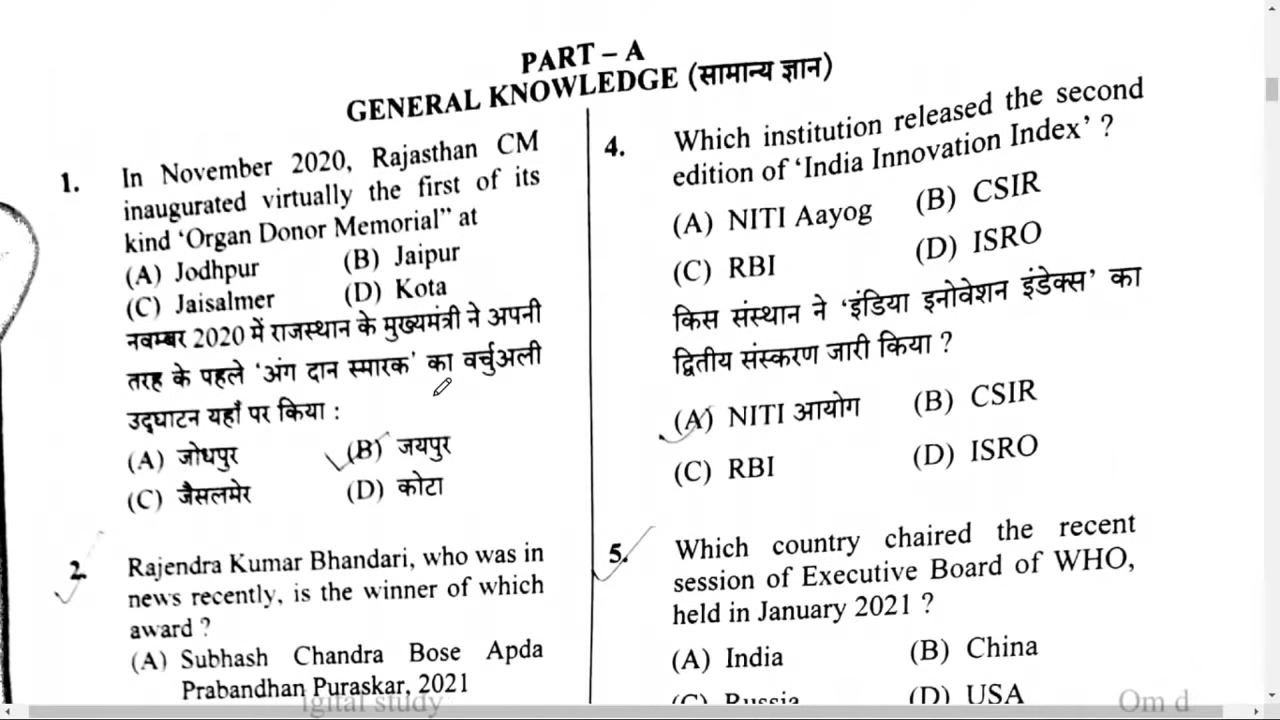 PART – A
GENERAL KNOWLEDGE (सामान्य ज्ञान)
1. In November 2020, Rajasthan CM
inaugurated virtually the first of its
kind ‘Organ Donor Memorial” at
(A) Jodhpur (B) Jaipur
(C) Jaisalmer (D) Kota
नवम्बर 2020 में राजस्थान के मुख्यमंत्री ने अपनी
तरह के पहले ‘अंग दान स्मारक’ का वर्चुअली
उद्घाटन यहाँ पर किया :
(A) जोधपुर (B) जयपुर
(C) जैसलमेर (D) कोटा
2. Rajendra Kumar Bhandari, who was in
news recently, is the winner of which
award ?
(A) Subhash Chandra Bose Apda
Prabandhan Puraskar, 2021
4. Which institution released the second
edition of ‘India Innovation Index’ ?
(A) NITI Aayog (B) CSIR
(C) RBI (D) ISRO
किस संस्थान ने ‘इंडिया इनोवेशन इंडेक्स’ का
द्वितीय संस्करण जारी किया ?
(A) NITI आयोग (B) CSIR
(C) RBI (D) ISRO
5. Which country chaired the recent
session of Executive Board of WHO,
held in January 2021 ?
(A) India (B) China
(C) Russia (D) USA
igital study
Om d